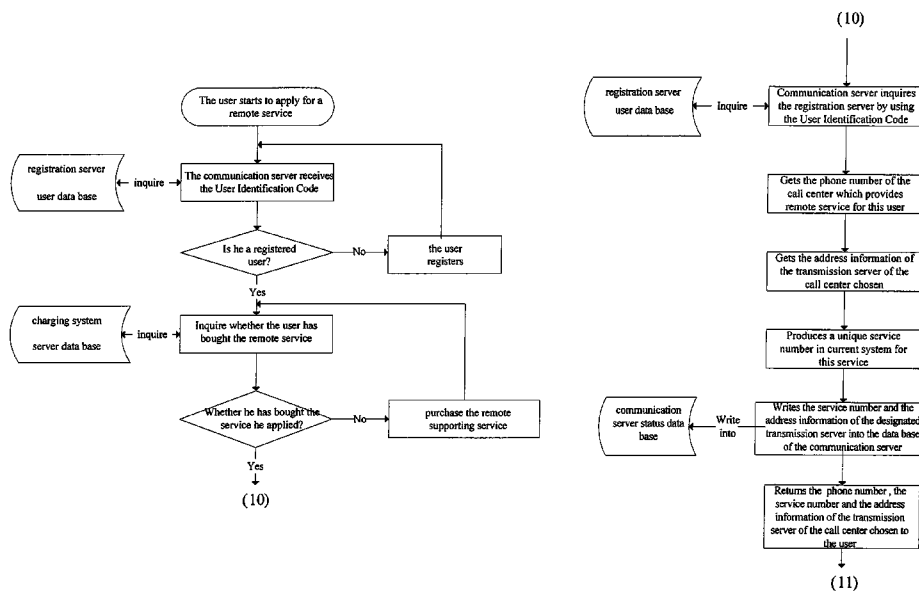 The user starts to apply for a
remote service
registration server
user data base
inquire
The communication server receives
the User Identification Code
Is he a registered
user?
No
the user
registers
Yes
charging system
server data base
inquire
Inquire whether the user has
bought the remote service
Whether he has bought the
service he applied?
No
purchase the remote
supporting service
Yes
(10)
(10)
registration server
user data base
Inquire
Communication server inquires
the registration server by using
the User Identification Code
Gets the phone number of the
call center which provides
remote service for this user
Gets the address information of
the transmission server of the
call center chosen
Produces a unique service
number in current system for
this service
communication
server status data
base
Write
into
Writes the service number and the
address information of the designated
transmission server into the data base
of the communication server
Returns the phone number , the
service number and the address
information of the transmission
server of the call center chosen to
the user
(11)